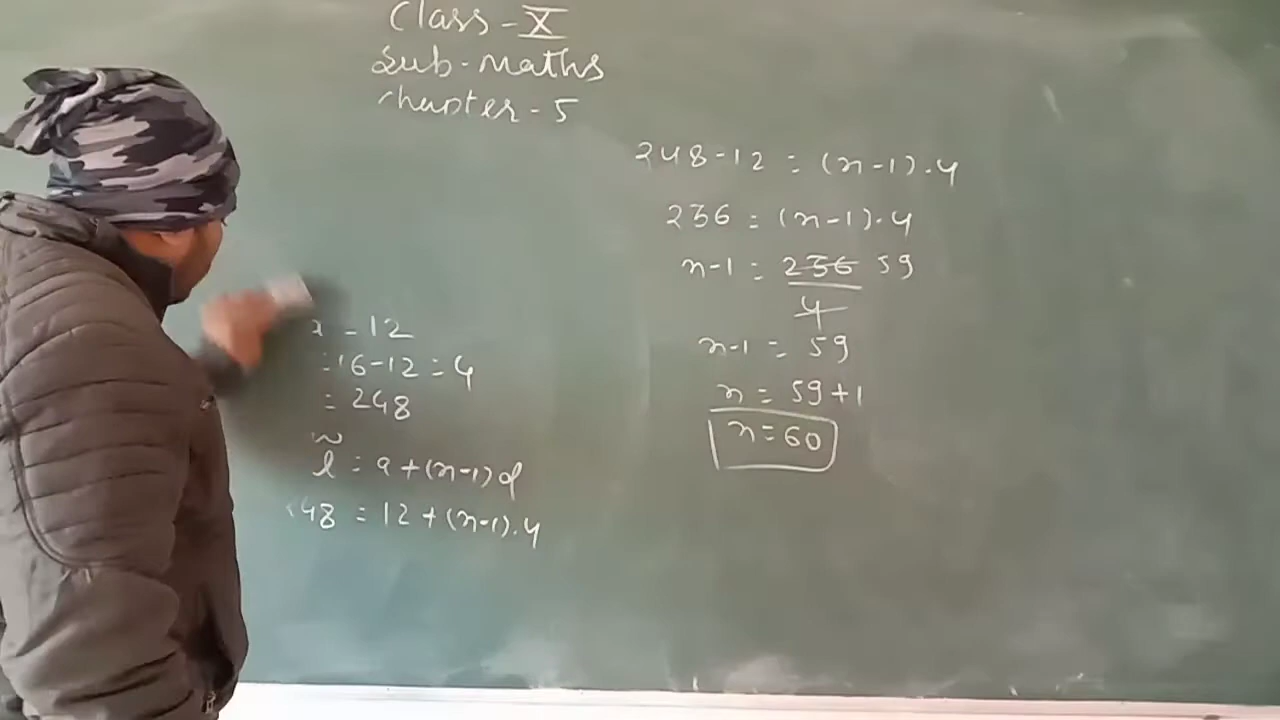 Class - X
Sub - maths
Chapter - 5
- 12
= 16 - 12 = 4
= 248
l = a + (n-1) d
48 = 12 + (n-1) . 4
248 - 12 = (n-1) . 4
236 = (n-1) . 4
n-1 = 236 59
4
n-1 = 59
n = 59 + 1
n = 60